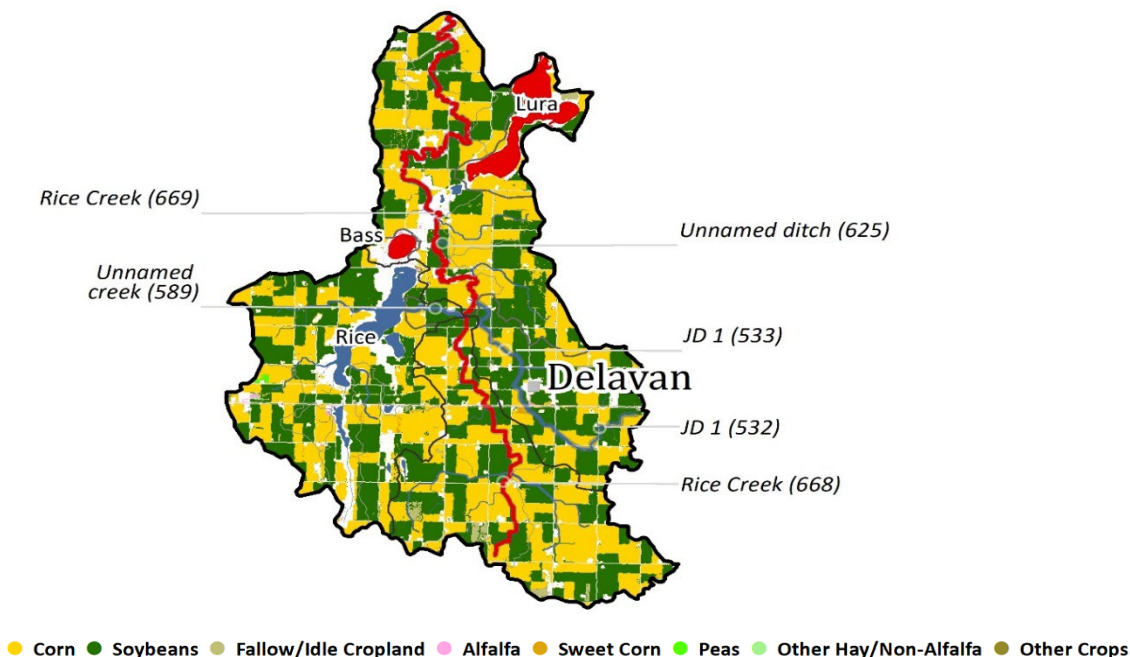 Lura
Rice Creek (669)
Bass
Unnamed ditch (625)
Unnamed
creek (589)
Rice
JD 1 (533)
Delavan
JD 1 (532)
Rice Creek (668)
Corn Soybeans Fallow/Idle Cropland Alfalfa Sweet Corn Peas Other Hay/Non-Alfalfa Other Crops